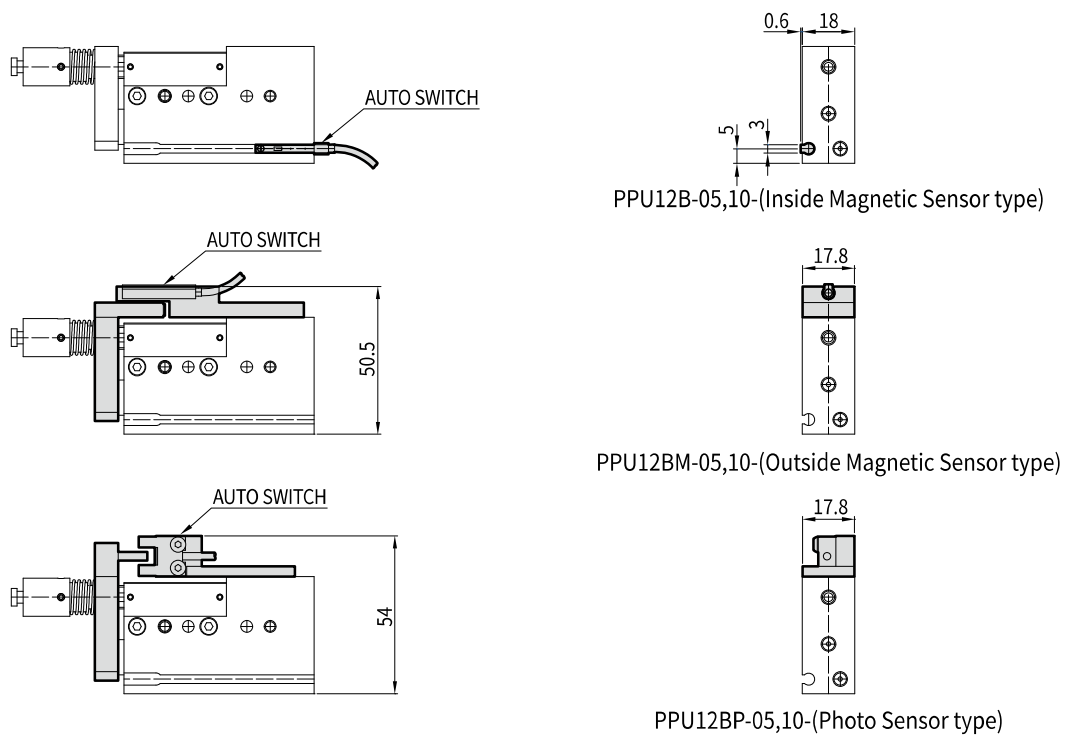 AUTO SWITCH
0.6
18
5
3
PPU12B-05,10-(Inside Magnetic Sensor type)
AUTO SWITCH
50.5
17.8
PPU12BM-05,10-(Outside Magnetic Sensor type)
AUTO SWITCH
54
17.8
PPU12BP-05,10-(Photo Sensor type)